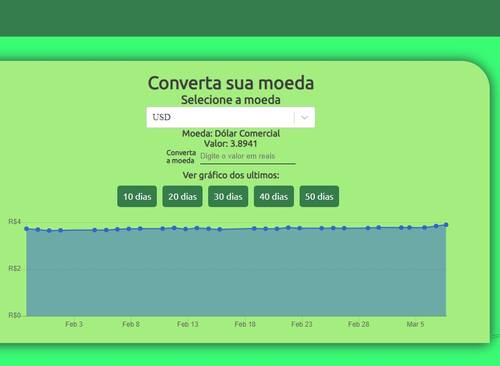 Converta sua moeda
Selecione a moeda
USD
Moeda: Dólar Comercial
Valor: 3.8941
Converta
a moeda
Digite o valor em reais
Ver gráfico dos ultimos:
10 dias 20 dias 30 dias 40 dias 50 dias
R$4
R$2
R$0
Feb 3 Feb 8 Feb 13 Feb 18 Feb 23 Feb 28 Mar 5